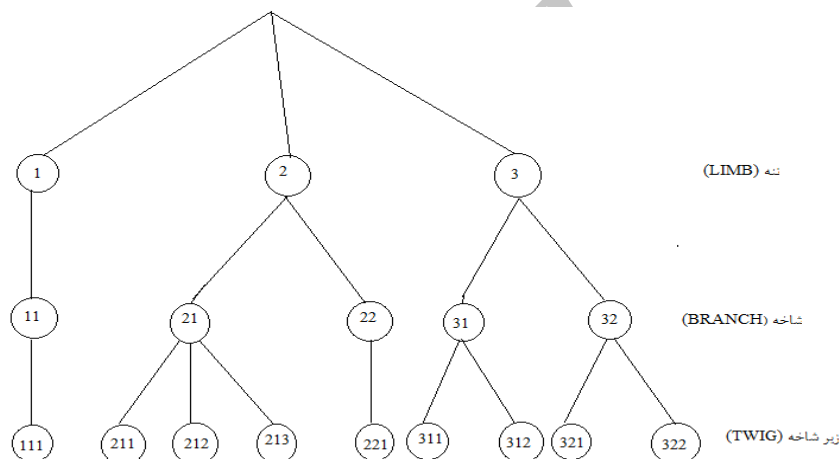 1 2 3 تنه (LIMB)
11 21 22 31 32 شاخه (BRANCH)
111 211 212 213 221 311 312 321 322 زیر شاخه (TWIG)